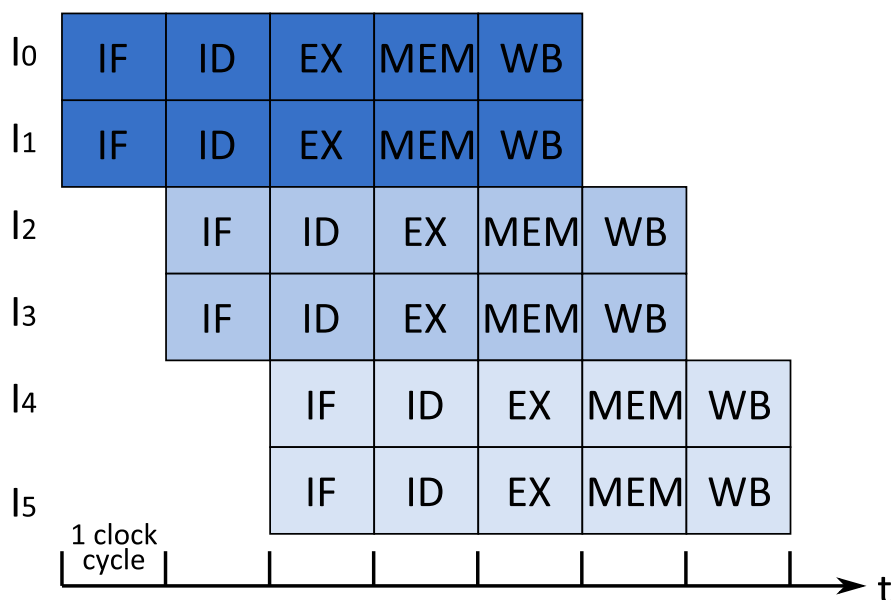 I0 IF ID EX MEM WB
I1 IF ID EX MEM WB
I2 IF ID EX MEM WB
I3 IF ID EX MEM WB
I4 IF ID EX MEM WB
I5 IF ID EX MEM WB
1 clock
cycle
t